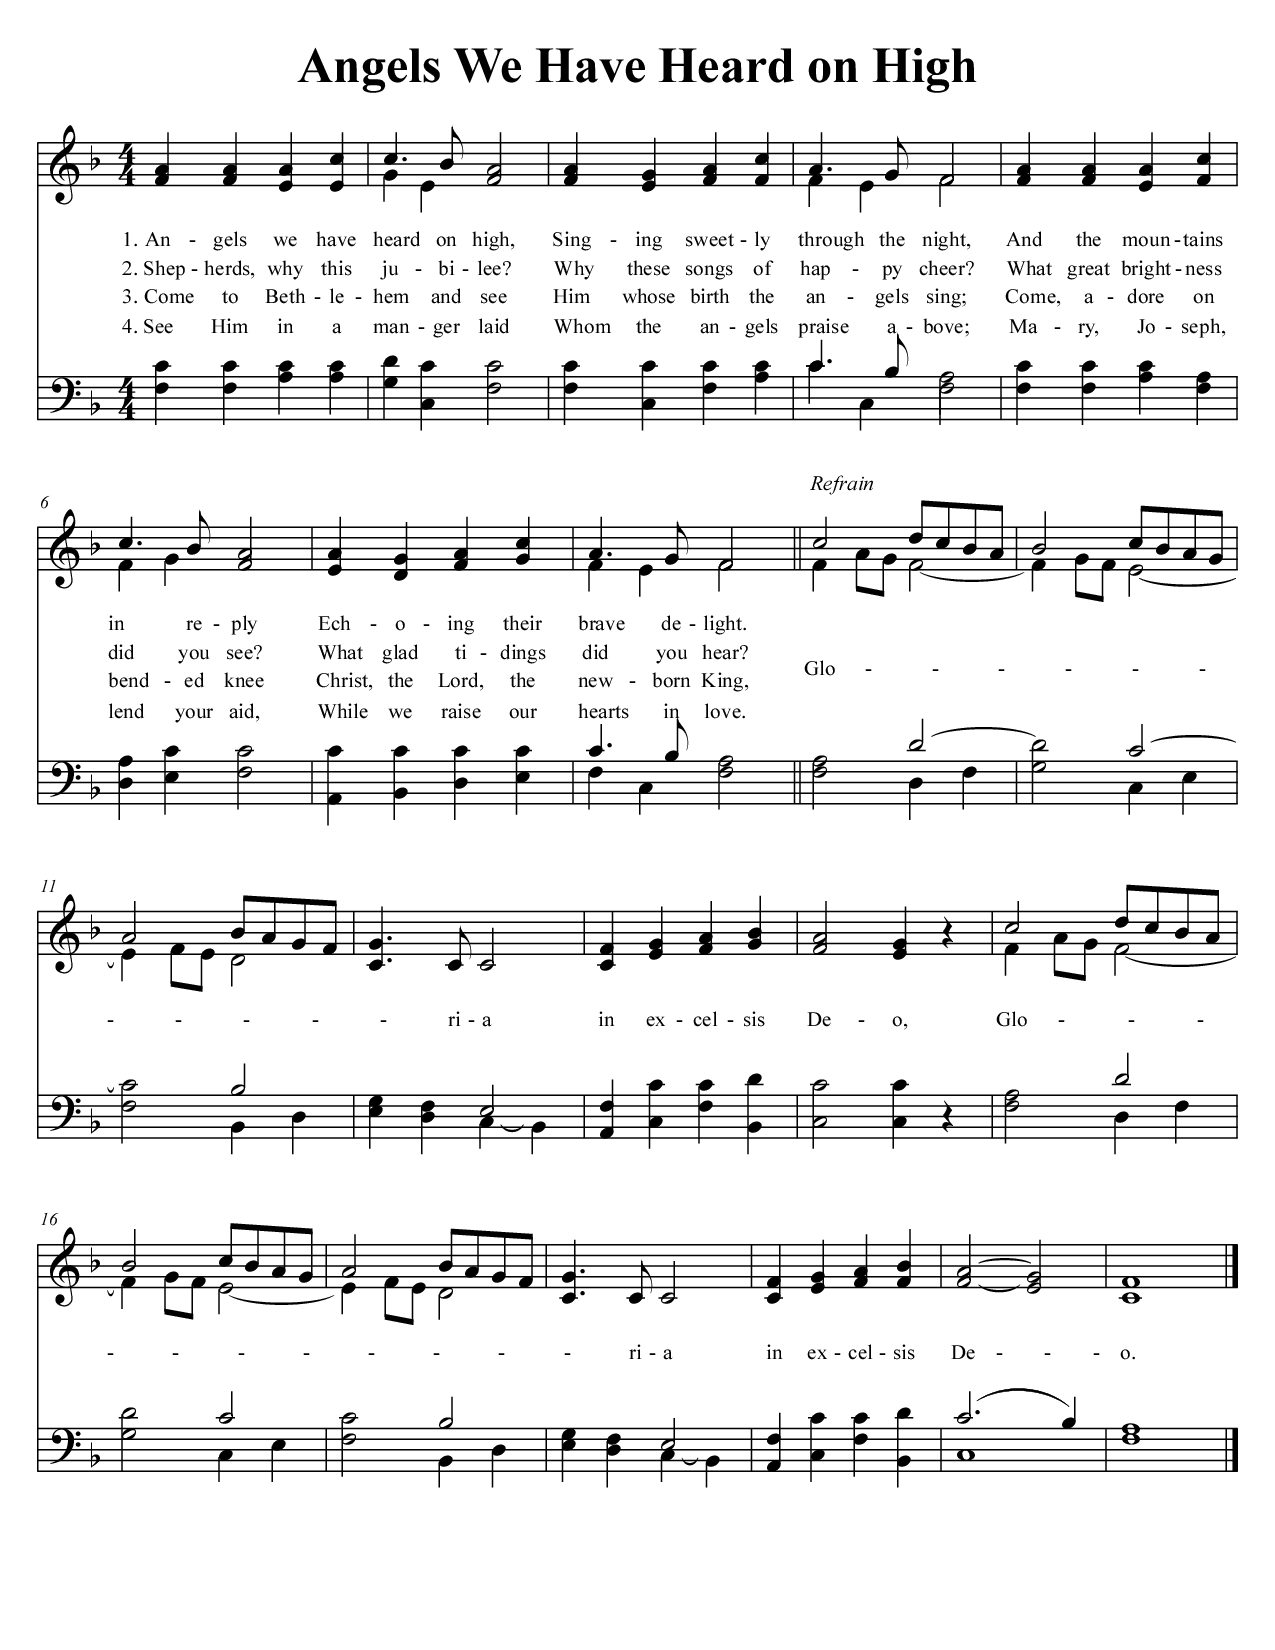 Angels We Have Heard on High
4 4
1. An - gels we have heard on high, Sing - ing sweet - ly through the night, And the moun - tains
2. Shep - herds, why this ju - bi - lee? Why these songs of hap - py cheer? What great bright - ness
3. Come to Beth - le - hem and see Him whose birth the an - gels sing; Come, a - dore on
4. See Him in a man - ger laid Whom the an - gels praise a - bove; Ma - ry, Jo - seph,
4 4
Refrain
6
in re - ply Ech - o - ing their brave de - light.
did you see? What glad ti - dings did you hear?
Glo - - - - - -
bend - ed knee Christ, the Lord, the new - born King,
lend your aid, While we raise our hearts in love.
11
- - - - - ri - a in ex - cel - sis De - o, Glo - - -
16
- - - - - - - - ri - a in ex - cel - sis De - - - o.